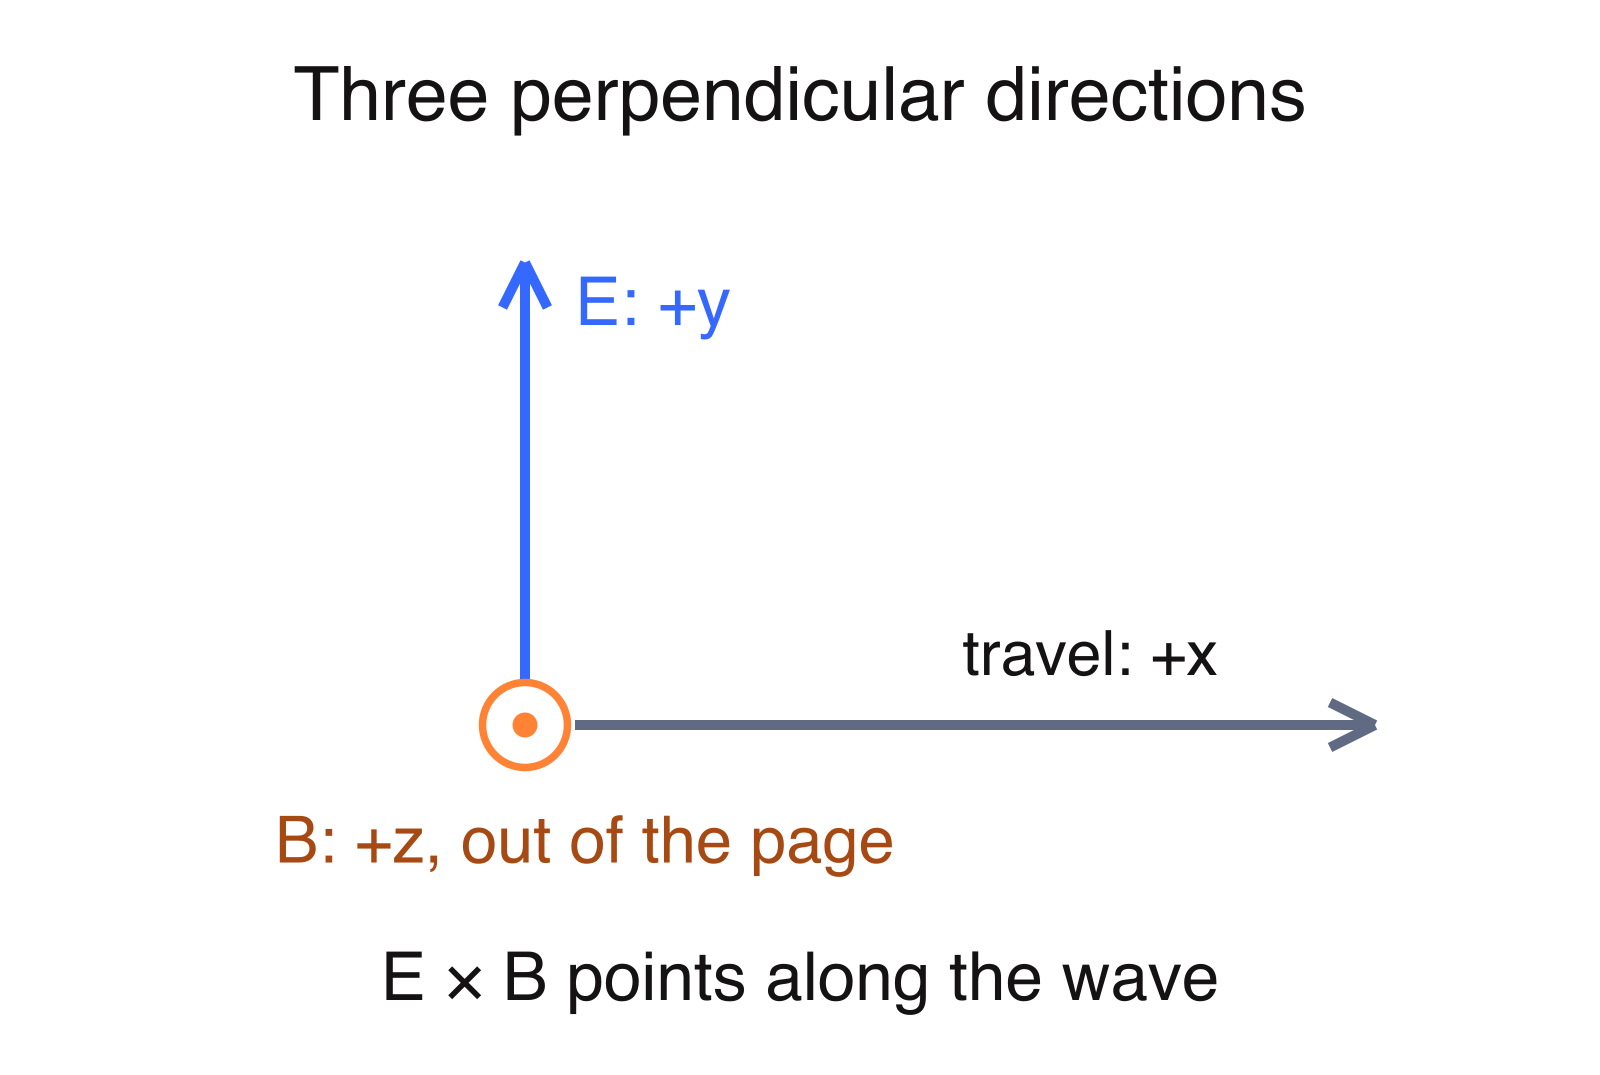 Three perpendicular directions
E: +y
travel: +x
B: +z, out of the page
E × B points along the wave